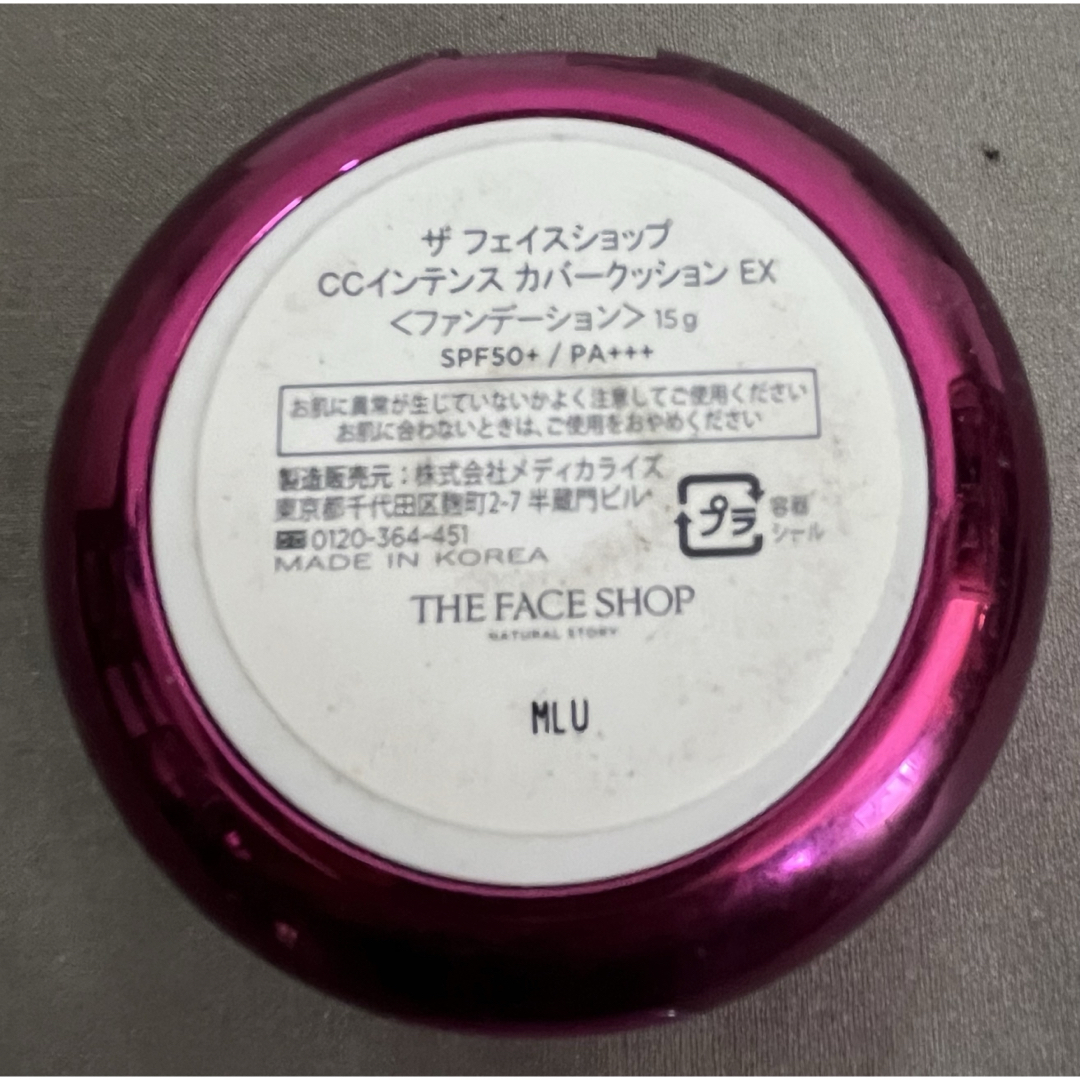 ザ フェイスショップ
CCインテンス カバークッション EX
<ファンデーション> 15g
SPF50+ / PA+++
お肌に異常が生じていないかよく注意してご使用ください
お肌に合わないときは、ご使用をおやめください
製造販売元:株式会社メディカライズ
東京都千代田区麹町2-7 半蔵門ビル
0120-364-451
MADE IN KOREA
プラ
容器
シール
THE FACE SHOP
NATURAL STORY
MLU